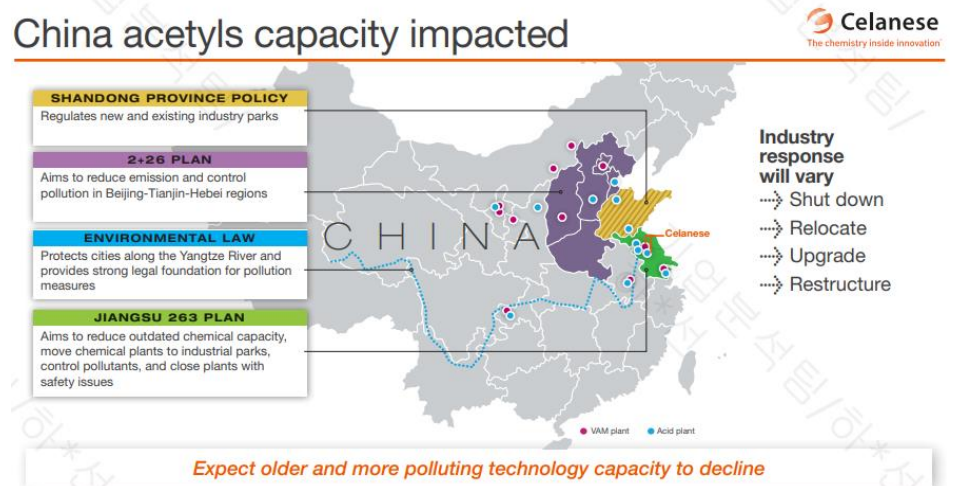 China acetyls capacity impacted
Celanese
The chemistry inside innovation
SHANDONG PROVINCE POLICY
Regulates new and existing industry parks
2+26 PLAN
Aims to reduce emission and control
pollution in Beijing-Tianjin-Hebei regions
ENVIRONMENTAL LAW
Protects cities along the Yangtze River and
provides strong legal foundation for pollution
measures
JIANGSU 263 PLAN
Aims to reduce outdated chemical capacity,
move chemical plants to industrial parks,
control pollutants, and close plants with
safety issues
CHINA
Celanese
VAM plant
Acid plant
Industry
response
will vary
Shut down
Relocate
Upgrade
Restructure
Expect older and more polluting technology capacity to decline